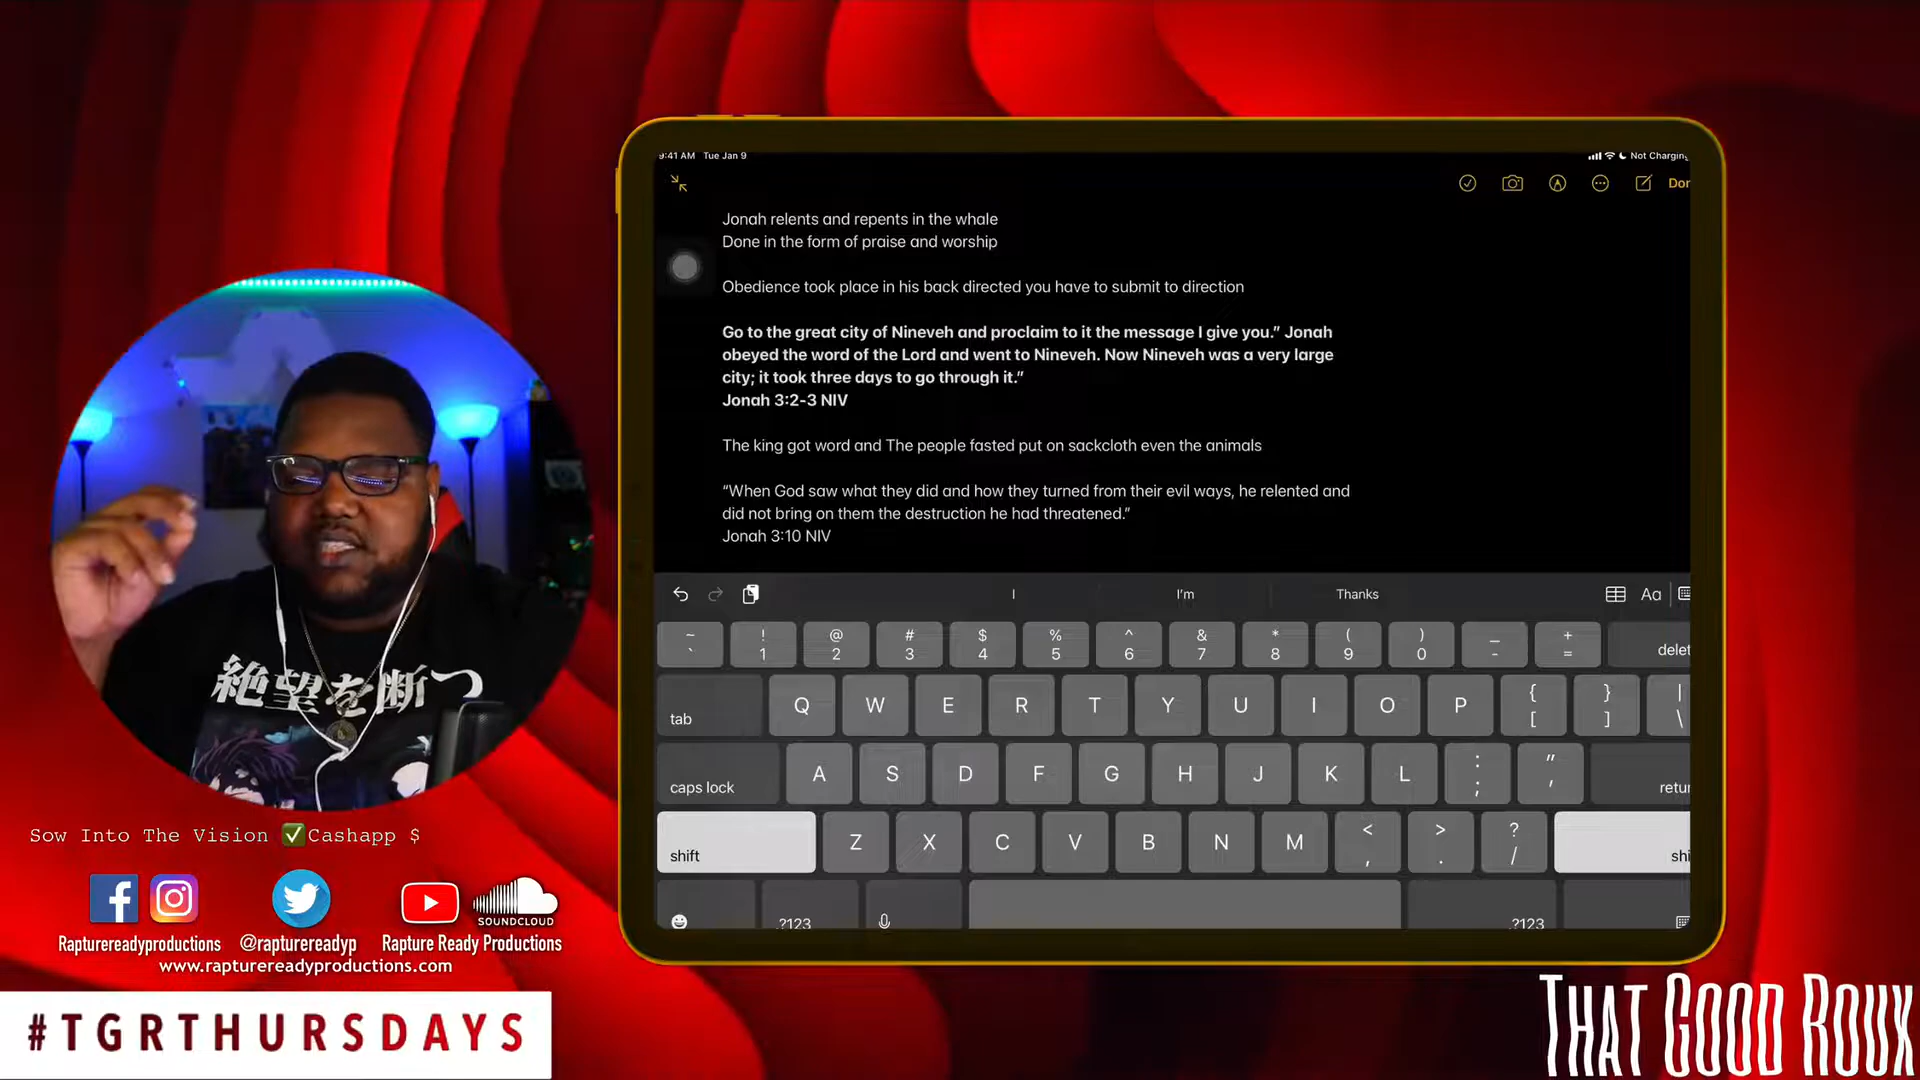 9:41 AM Tue Jan 9
Not Charging
Don
Jonah relents and repents in the whale
Done in the form of praise and worship
Obedience took place in his back directed you have to submit to direction
Go to the great city of Nineveh and proclaim to it the message I give you.” Jonah
obeyed the word of the Lord and went to Nineveh. Now Nineveh was a very large
city; it took three days to go through it.”
Jonah 3:2-3 NIV
The king got word and The people fasted put on sackcloth even the animals
“When God saw what they did and how they turned from their evil ways, he relented and
did not bring on them the destruction he had threatened.”
Jonah 3:10 NIV
I I'm Thanks Aa
~ ! @ # $ % ^ & * ( ) _ +
` 1 2 3 4 5 6 7 8 9 0 - = delet
tab Q W E R T Y U I O P { [ } ] | \
caps lock A S D F G H J K L : ; ” ’ retur
shift Z X C V B N M < , > . ? / shi
.?123 .?123
絶望を断つ
Sow Into The Vision ✅Cashapp $
SOUNDCLOUD
Rapturereadyproductions @rapturereadyp Rapture Ready Productions
www.rapturereadyproductions.com
#TGRTHURSDAYS
THAT GOOD ROUX